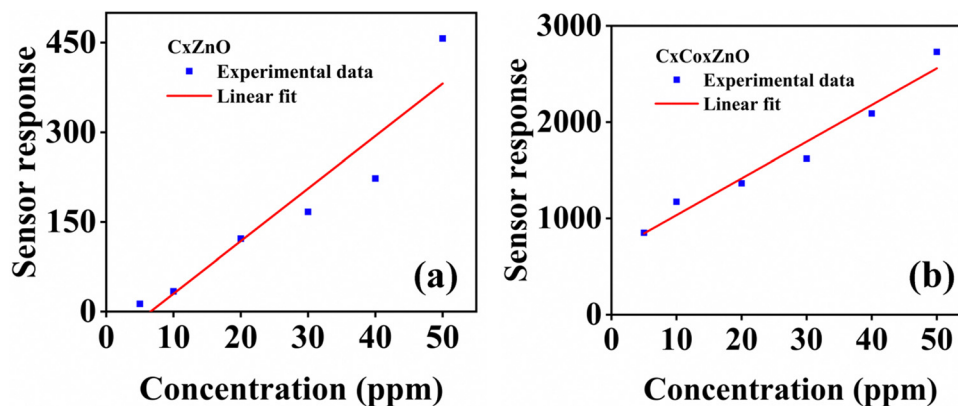 CxZnO
Experimental data
Linear fit
Sensor response
450
300
150
0
0 10 20 30 40 50
Concentration (ppm)
(a)
CxCoxZnO
Experimental data
Linear fit
Sensor response
3000
2000
1000
0
0 10 20 30 40 50
Concentration (ppm)
(b)